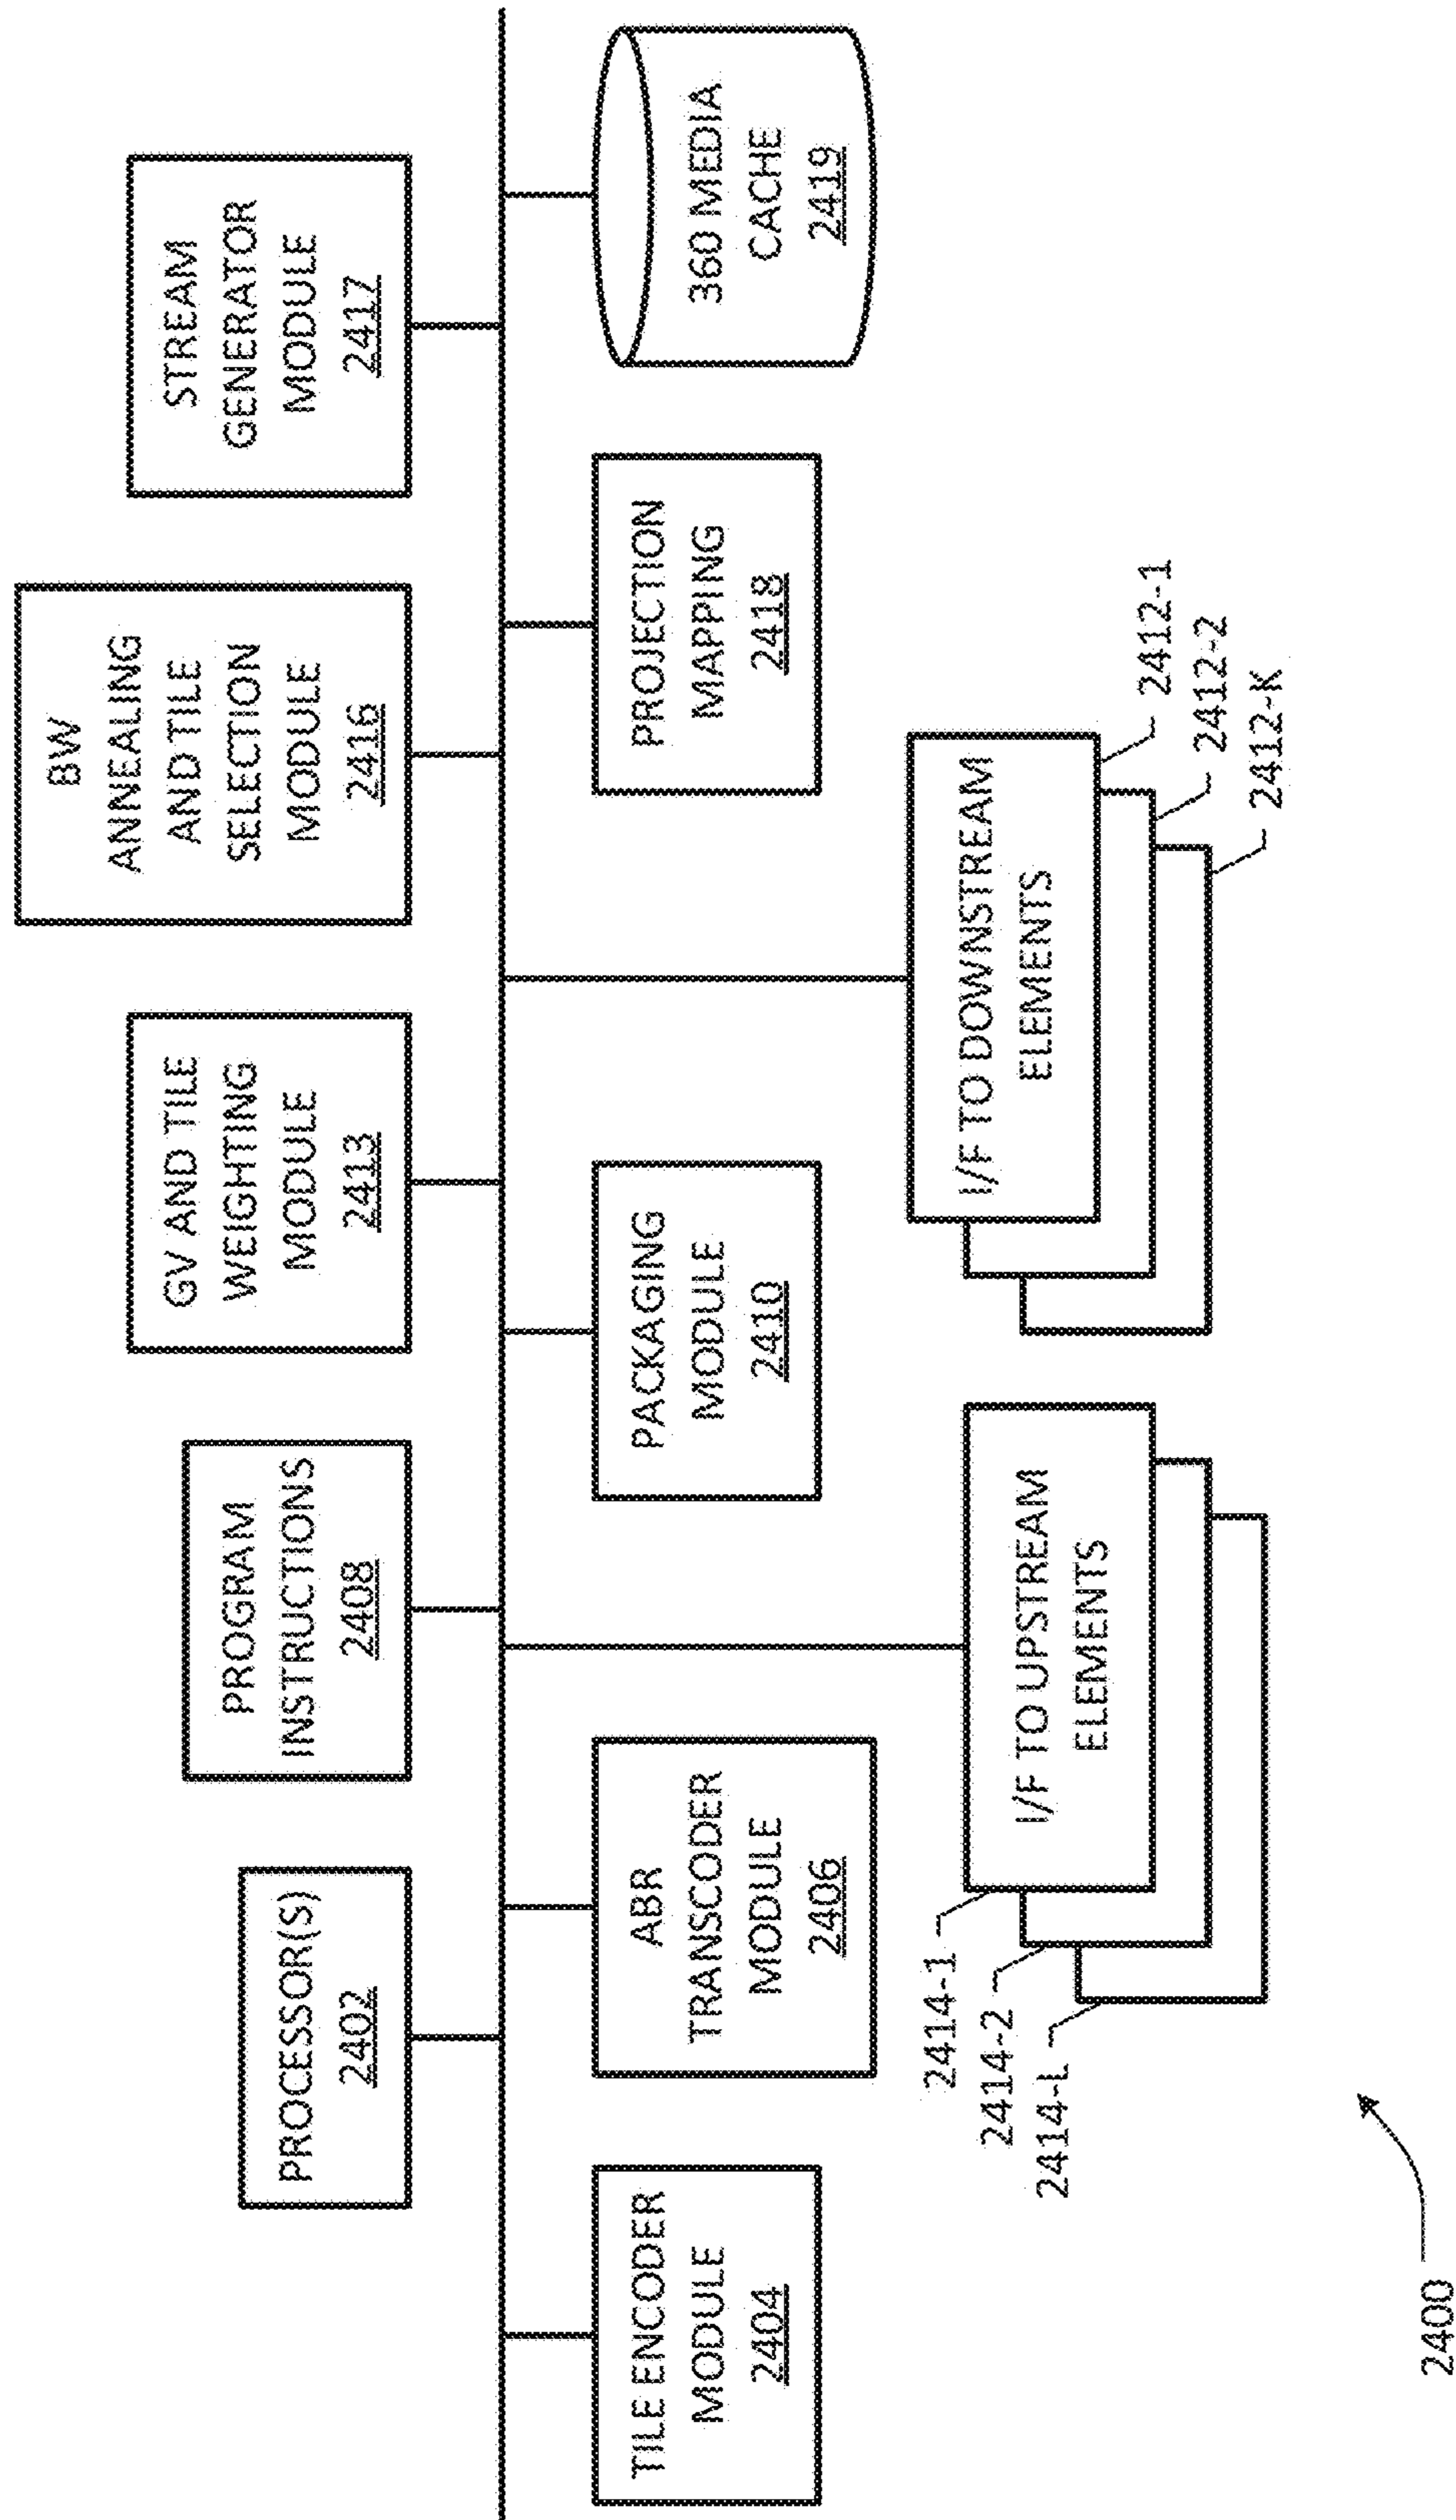 PROCESSOR(S)
2402
PROGRAM
INSTRUCTIONS
2408
GV AND TILE
WEIGHTING
MODULE
2413
BW
ANNEALING
AND TILE
SELECTION
MODULE
2416
STREAM
GENERATOR
MODULE
2417
TILE ENCODER
MODULE
2404
ABR
TRANSCODER
MODULE
2406
PACKAGING
MODULE
2410
PROJECTION
MAPPING
2418
360 MEDIA
CACHE
2419
I/F TO UPSTREAM
ELEMENTS
2414-1
2414-2
2414-L
I/F TO DOWNSTREAM
ELEMENTS
2412-1
2412-2
2412-K
2400